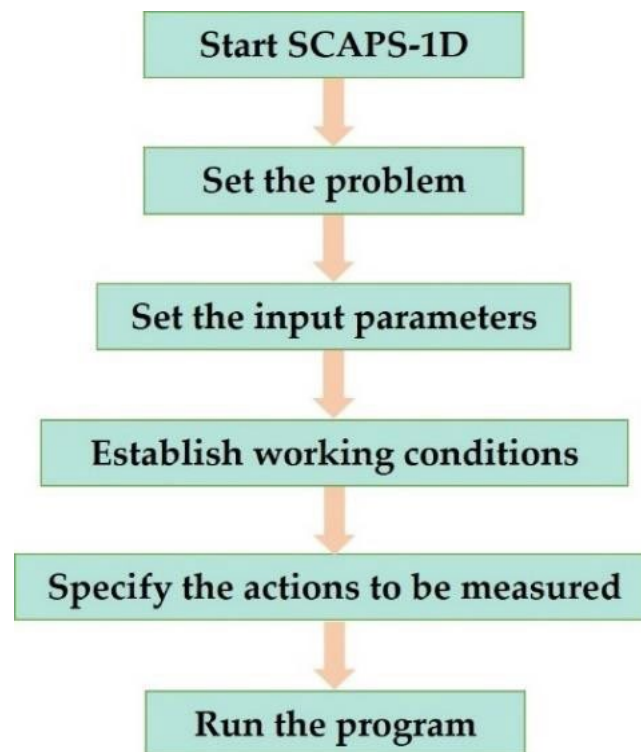 Start SCAPS-1D
Set the problem
Set the input parameters
Establish working conditions
Specify the actions to be measured
Run the program